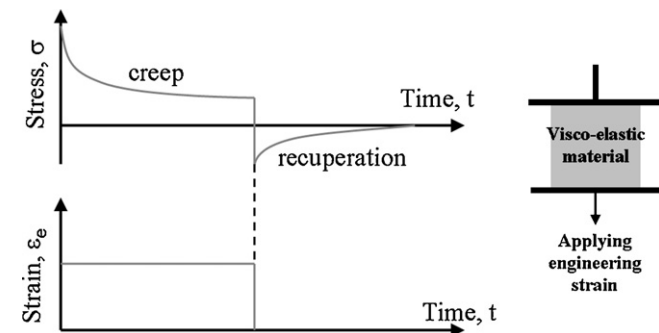 Stress, σ
creep
Time, t
recuperation
Strain, εe
Time, t
Visco-elastic
material
Applying
engineering
strain